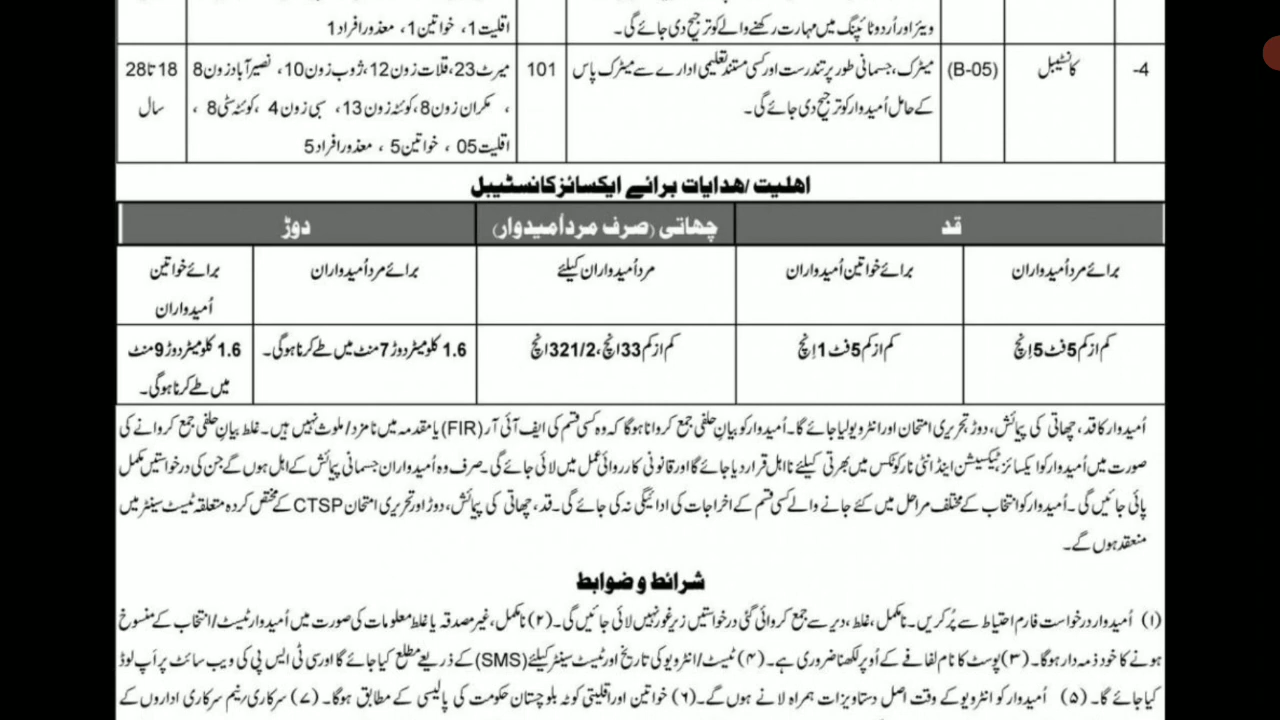 ویئر اور اُردو ٹائپنگ میں مہارت رکھنے والے کو ترجیح دی جائے گی۔ اقلیت 1، خواتین 1، معذور افراد 1
4- کانسٹیبل (B-05) میٹرک، جسمانی طور پر تندرست اور کسی مستند تعلیمی ادارے سے میٹرک پاس 101 میرٹ 23، قلات زون 12، ژوب زون 10، نصیر آباد زون 8 18 تا 28
کے حامل اُمیدوار کو ترجیح دی جائے گی۔ ، مکران زون 8، کوئٹہ زون 13، سبی زون 4، کوئٹہ سٹی 8 ، سال
اقلیت 05 ، خواتین 5 ، معذور افراد 5
اہلیت /ہدایات برائے ایکسائز کانسٹیبل
قد چھاتی (صرف مرد اُمیدوار) دوڑ
برائے مرد اُمیدواران برائے خواتین اُمیدواران مرد اُمیدواران کیلئے برائے مرد اُمیدواران برائے خواتین
اُمیدواران
کم از کم 5 فٹ 5 اِنچ کم از کم 5 فٹ 1 اِنچ کم از کم 33 انچ، 321/2 انچ 1.6 کلومیٹر دوڑ 7 منٹ میں طے کرنا ہوگی۔ 1.6 کلومیٹر دوڑ 9 منٹ
میں طے کرنا ہوگی۔
اُمیدوار کا قد، چھاتی کی پیمائش، دوڑ، تحریری امتحان اور انٹرویو لیا جائے گا۔ اُمیدوار کو بیانِ حلفی جمع کروانا ہوگا کہ وہ کسی قسم کی ایف آئی آر (FIR) یا مقدمہ میں نامزد/ ملوث نہیں ہیں۔ غلط بیانِ حلفی جمع کروانے کی
صورت میں اُمیدوار کو ایکسائز، ٹیکسیشن اینڈ انٹی نارکوٹکس میں بھرتی کیلئے نااہل قرار دیا جائے گا اور قانونی کارروائی عمل میں لائی جائے گی۔ صرف وہ اُمیدواران جسمانی پیمائش کے اہل ہوں گے جن کی درخواستیں مکمل
پائی جائیں گی۔ اُمیدوار کو انتخاب کے مختلف مراحل میں کئے جانے والے کسی قسم کے اخراجات کی ادائیگی نہ کی جائے گی۔ قد، چھاتی کی پیمائش، دوڑ اور تحریری امتحان CTSP کے مختص کردہ متعلقہ ٹیسٹ سینٹر میں
منعقد ہوں گے۔
شرائط و ضوابط
(۱) اُمیدوار درخواست فارم احتیاط سے پُر کریں۔ نامکمل، غلط، دیر سے جمع کروائی گئی درخواستیں زیرِ غور نہیں لائی جائیں گی۔ (۲) نامکمل، غیر مصدقہ یا غلط معلومات کی صورت میں اُمیدوار ٹیسٹ/ انتخاب کے منسوخ
ہونے کا خود ذمہ دار ہوگا۔ (۳) پوسٹ کا نام لفافے کے اُوپر لکھنا ضروری ہے۔ (۴) ٹیسٹ/ انٹرویو کی تاریخ اور ٹیسٹ سینٹر کیلئے (SMS) کے ذریعے مطلع کیا جائے گا اور سی ٹی ایس پی کی ویب سائٹ پر اَپ لوڈ
کیا جائے گا۔ (۵) اُمیدوار کو انٹرویو کے وقت اصل دستاویزات ہمراہ لانے ہوں گے۔ (۶) خواتین اور اقلیتی کوٹہ بلوچستان حکومت کی پالیسی کے مطابق ہوگا۔ (۷) سرکاری/ نیم سرکاری اداروں کے